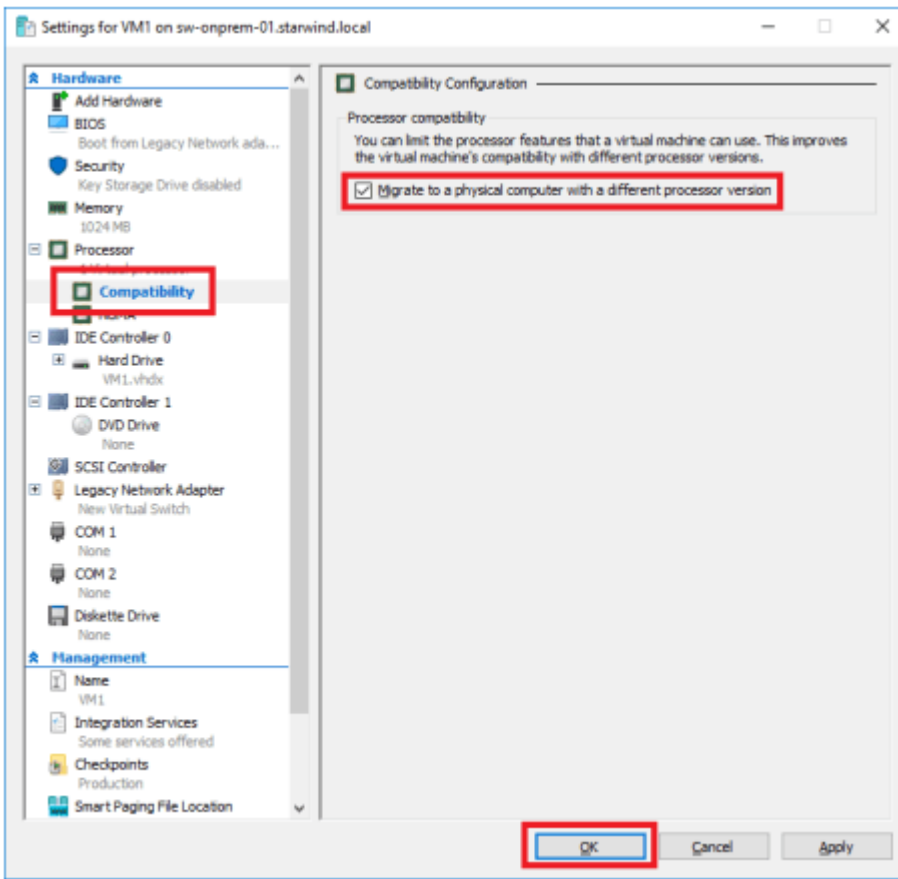 Settings for VM1 on sw-onprem-01.starwind.local
Hardware
Add Hardware
BIOS
Boot from Legacy Network ada...
Security
Key Storage Drive disabled
Memory
1024 MB
Processor
Compatibility
IDE Controller 0
Hard Drive
VM1.vhdx
IDE Controller 1
DVD Drive
None
SCSI Controller
Legacy Network Adapter
New Virtual Switch
COM 1
None
COM 2
None
Diskette Drive
None
Management
Name
VM1
Integration Services
Some services offered
Checkpoints
Production
Smart Paging File Location
Compatibility Configuration
Processor compatibility
You can limit the processor features that a virtual machine can use. This improves
the virtual machine's compatibility with different processor versions.
Migrate to a physical computer with a different processor version
OK
Cancel
Apply